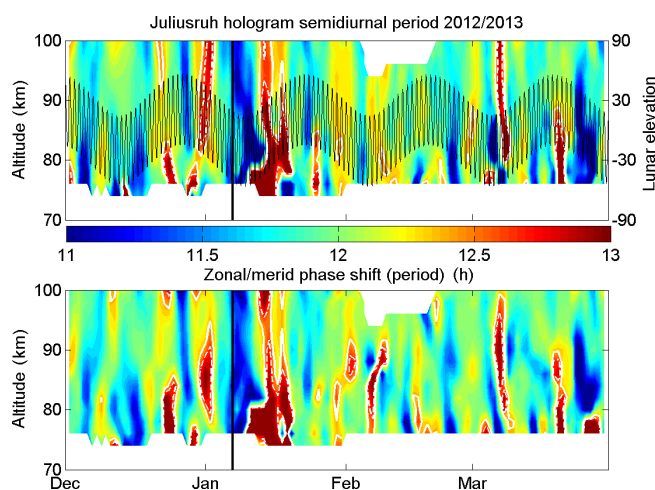 Juliusruh hologram semidiurnal period 2012/2013
100
90
80
70
Altitude (km)
90
30
-30
-90
Lunar elevation
11
11.5
12
12.5
13
Zonal/merid phase shift (period) (h)
100
90
80
70
Altitude (km)
Dec
Jan
Feb
Mar